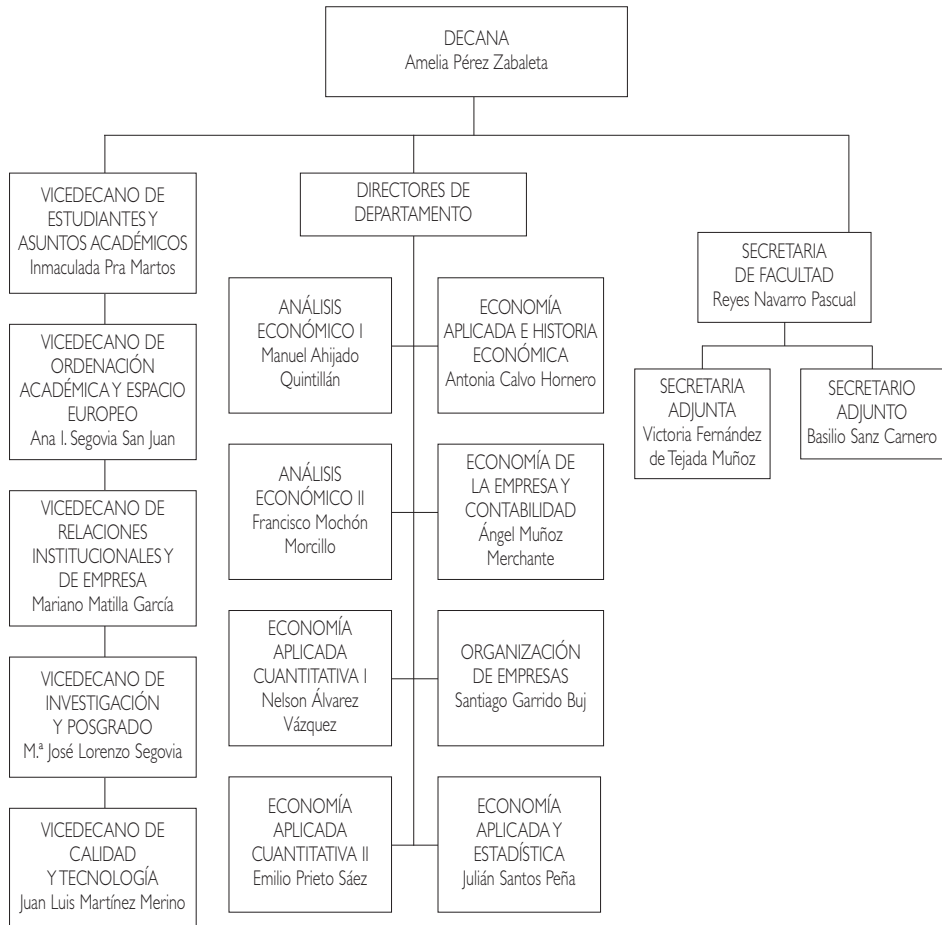 DECANA
Amelia Pérez Zabaleta
VICEDECANO DE
ESTUDIANTES Y
ASUNTOS ACADÉMICOS
Inmaculada Pra Martos
VICEDECANO DE
ORDENACIÓN
ACADÉMICA Y ESPACIO
EUROPEO
Ana I. Segovia San Juan
VICEDECANO DE
RELACIONES
INSTITUCIONALES Y
DE EMPRESA
Mariano Matilla García
VICEDECANO DE
INVESTIGACIÓN
Y POSGRADO
M.ª José Lorenzo Segovia
VICEDECANO DE
CALIDAD
Y TECNOLOGÍA
Juan Luis Martínez Merino
DIRECTORES DE
DEPARTAMENTO
ANÁLISIS
ECONÓMICO I
Manuel Ahijado
Quintillán
ECONOMÍA
APLICADA E HISTORIA
ECONÓMICA
Antonia Calvo Hornero
ANÁLISIS
ECONÓMICO II
Francisco Mochón
Morcillo
ECONOMÍA DE
LA EMPRESA Y
CONTABILIDAD
Ángel Muñoz
Merchante
ECONOMÍA
APLICADA
CUANTITATIVA I
Nelson Álvarez
Vázquez
ORGANIZACIÓN
DE EMPRESAS
Santiago Garrido Buj
ECONOMÍA
APLICADA
CUANTITATIVA II
Emilio Prieto Sáez
ECONOMÍA
APLICADA Y
ESTADÍSTICA
Julián Santos Peña
SECRETARIA
DE FACULTAD
Reyes Navarro Pascual
SECRETARIA
ADJUNTA
Victoria Fernández
de Tejada Muñoz
SECRETARIO
ADJUNTO
Basilio Sanz Carnero